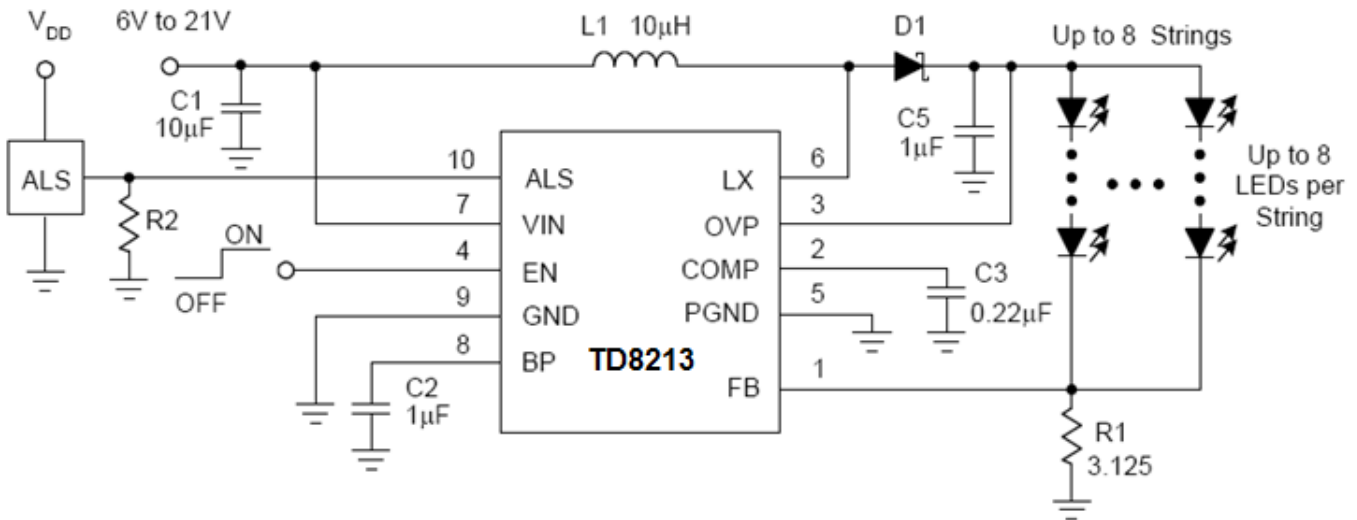 V_DD
6V to 21V
L1 10µH
D1
Up to 8 Strings
C1
10µF
C5
1µF
ALS
R2
ON
OFF
10
7
4
9
8
ALS
VIN
EN
GND
BP
TD8213
LX
OVP
COMP
PGND
FB
6
3
2
5
1
C2
1µF
C3
0.22µF
Up to 8
LEDs per
String
R1
3.125